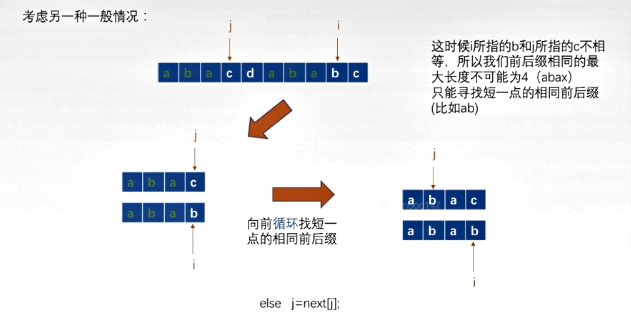 考虑另一种一般情况：
j
i
a b a c d a b a b c
这时候i所指的b和j所指的c不相
等，所以我们前后缀相同的最
大长度不可能为4（abax）
只能寻找短一点的相同前后缀
(比如ab)
j
a b a c
a b a b
i
向前循环找短一
点的相同前后缀
j
a b a c
a b a b
i
else j=next[j];